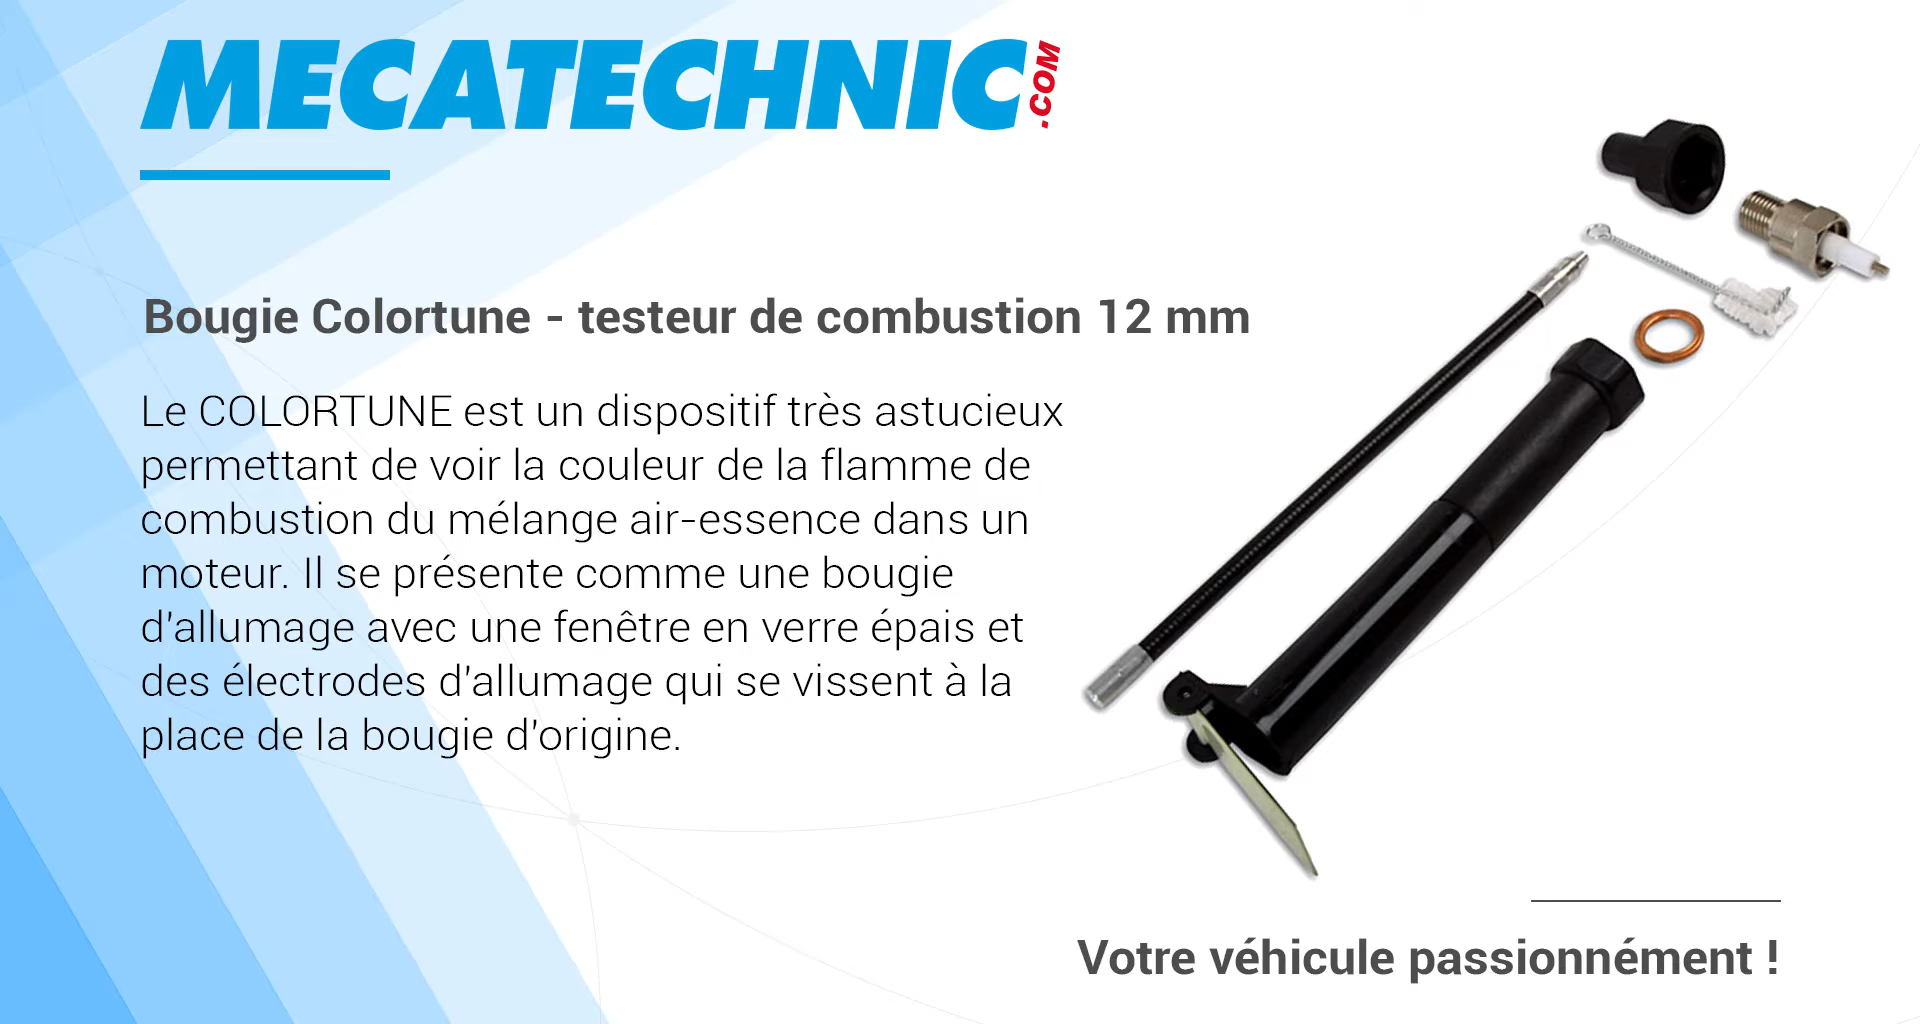 MECATECHNIC.COM
Bougie Colortune - testeur de combustion 12 mm
Le COLORTUNE est un dispositif très astucieux
permettant de voir la couleur de la flamme de
combustion du mélange air-essence dans un
moteur. Il se présente comme une bougie
d'allumage avec une fenêtre en verre épais et
des électrodes d'allumage qui se vissent à la
place de la bougie d'origine.
Votre véhicule passionnément !